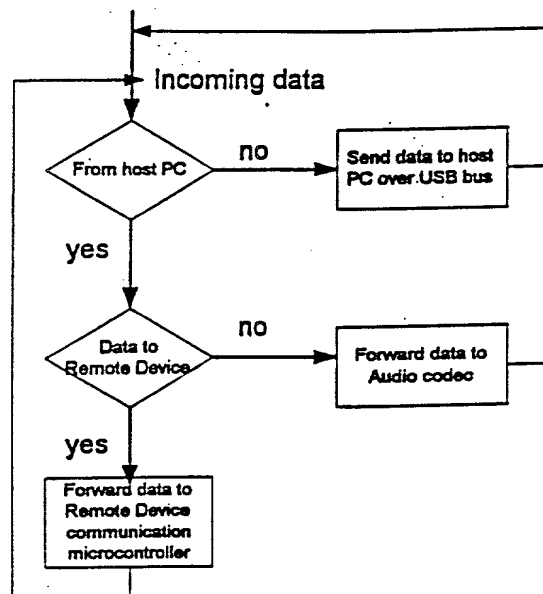 Incoming data
From host PC
no
Send data to host
PC over USB bus
yes
Data to
Remote Device
no
Forward data to
Audio codec
yes
Forward data to
Remote Device
communication
microcontroller